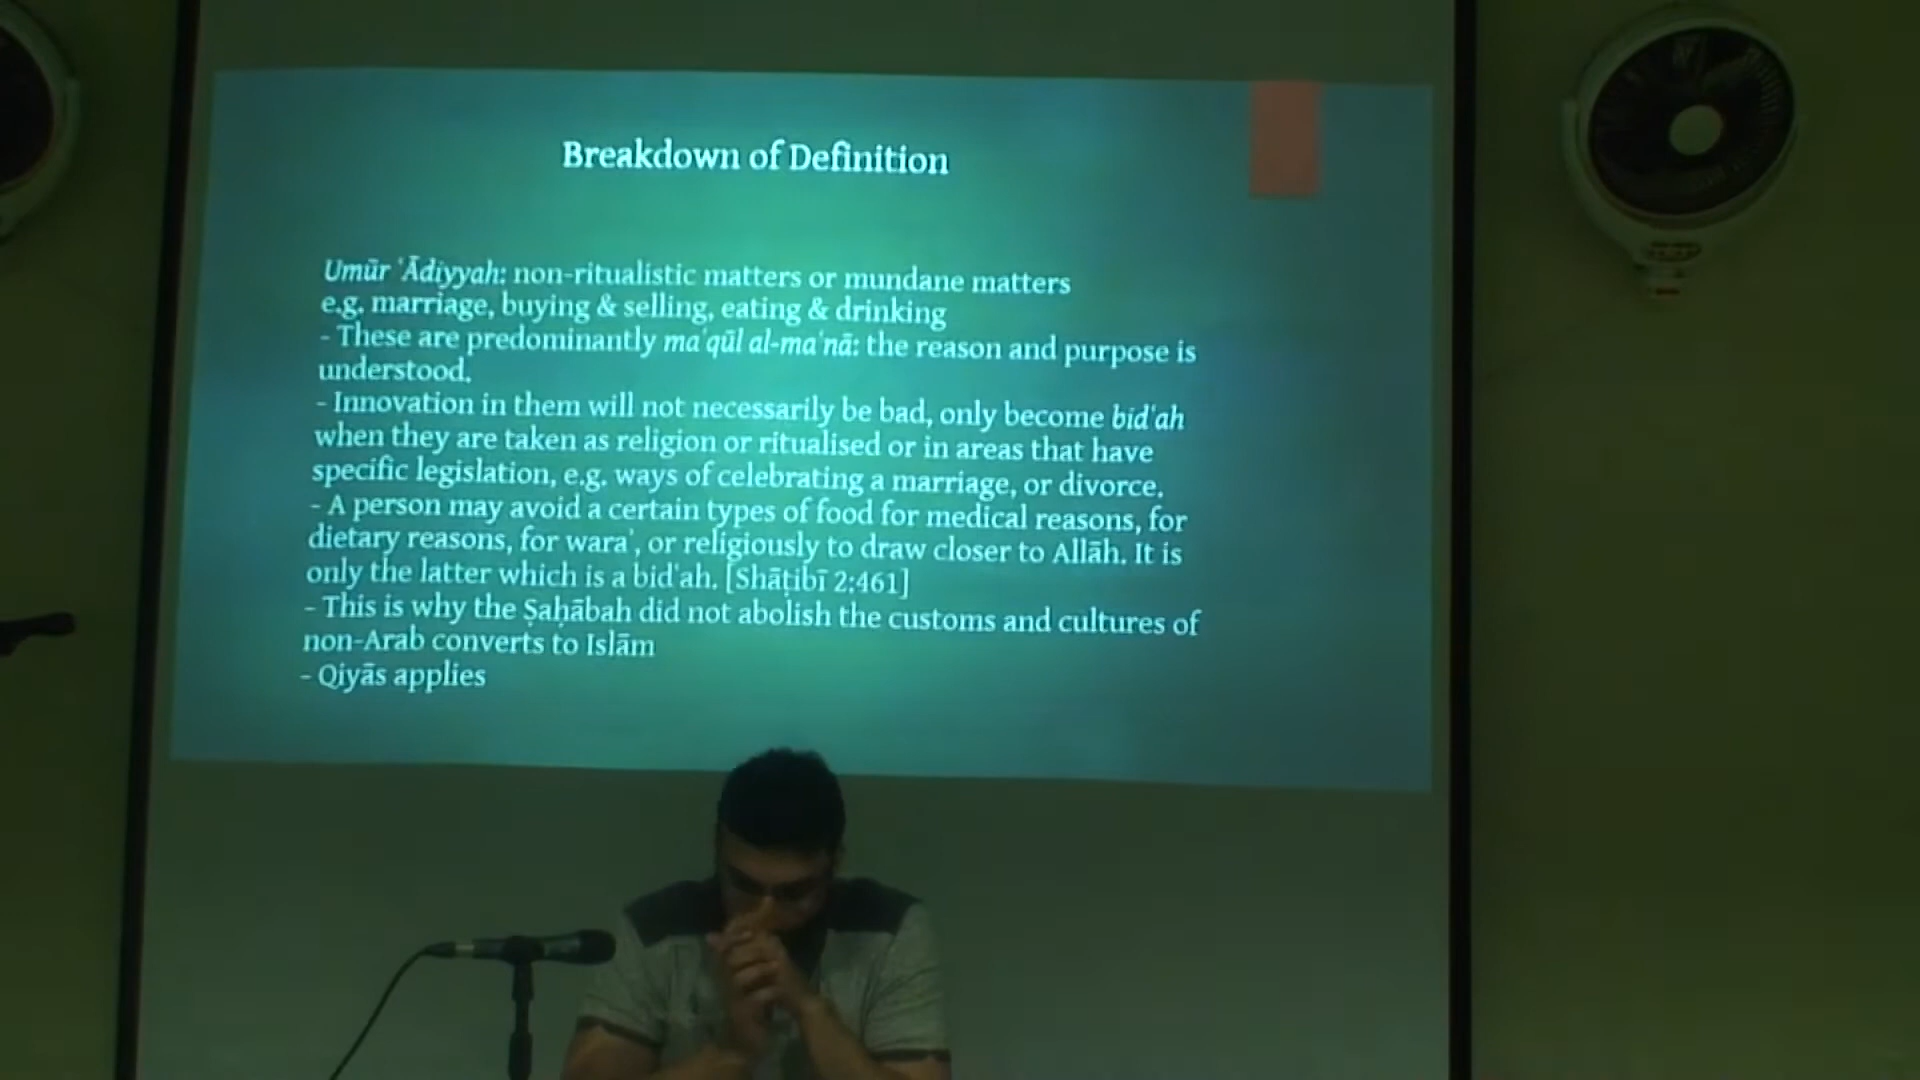 Breakdown of Definition
Umūr 'Ādiyyah: non-ritualistic matters or mundane matters
e.g. marriage, buying & selling, eating & drinking
- These are predominantly ma'qūl al-ma'nā: the reason and purpose is
understood.
- Innovation in them will not necessarily be bad, only become bid'ah
when they are taken as religion or ritualised or in areas that have
specific legislation, e.g. ways of celebrating a marriage, or divorce.
- A person may avoid a certain types of food for medical reasons, for
dietary reasons, for wara', or religiously to draw closer to Allāh. It is
only the latter which is a bid'ah. [Shāṭibī 2:461]
- This is why the Ṣaḥābah did not abolish the customs and cultures of
non-Arab converts to Islām
- Qiyās applies